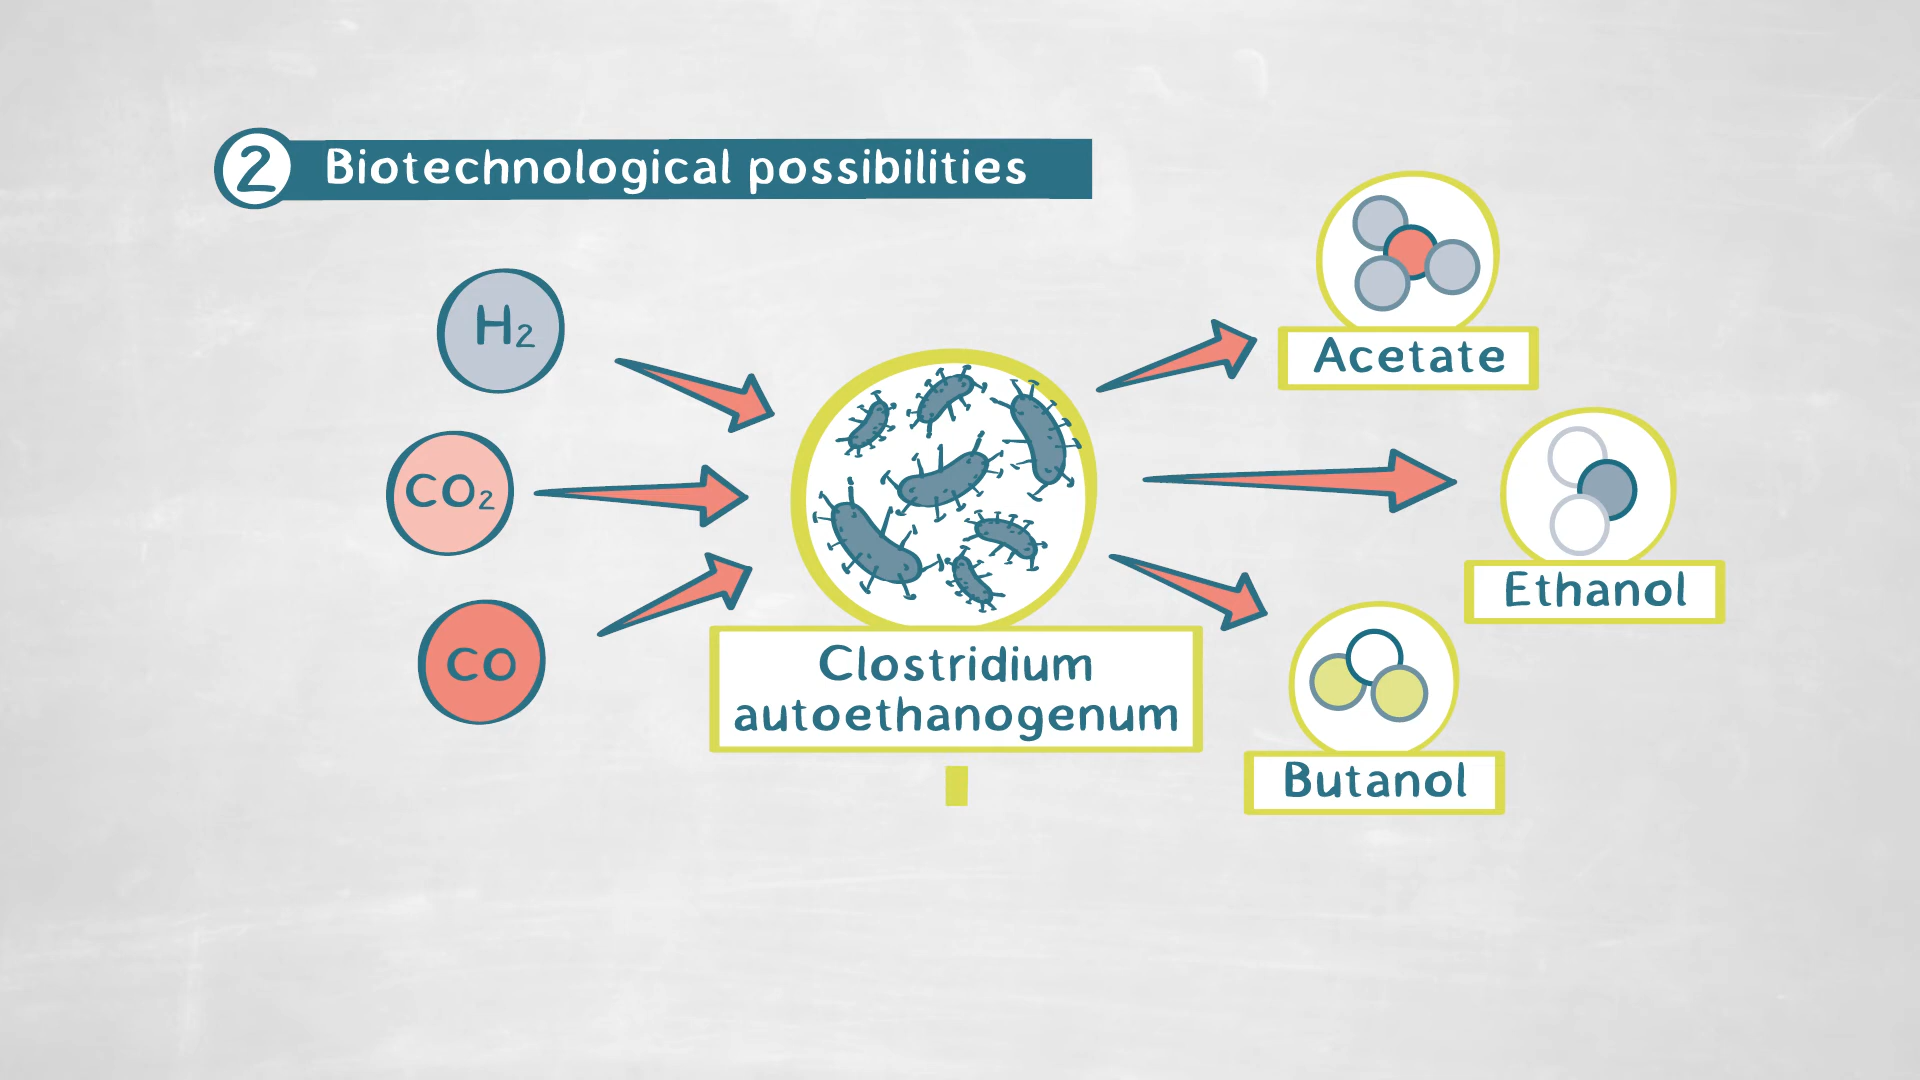 2 Biotechnological possibilities
H₂
CO₂
CO
Clostridium
autoethanogenum
Acetate
Ethanol
Butanol